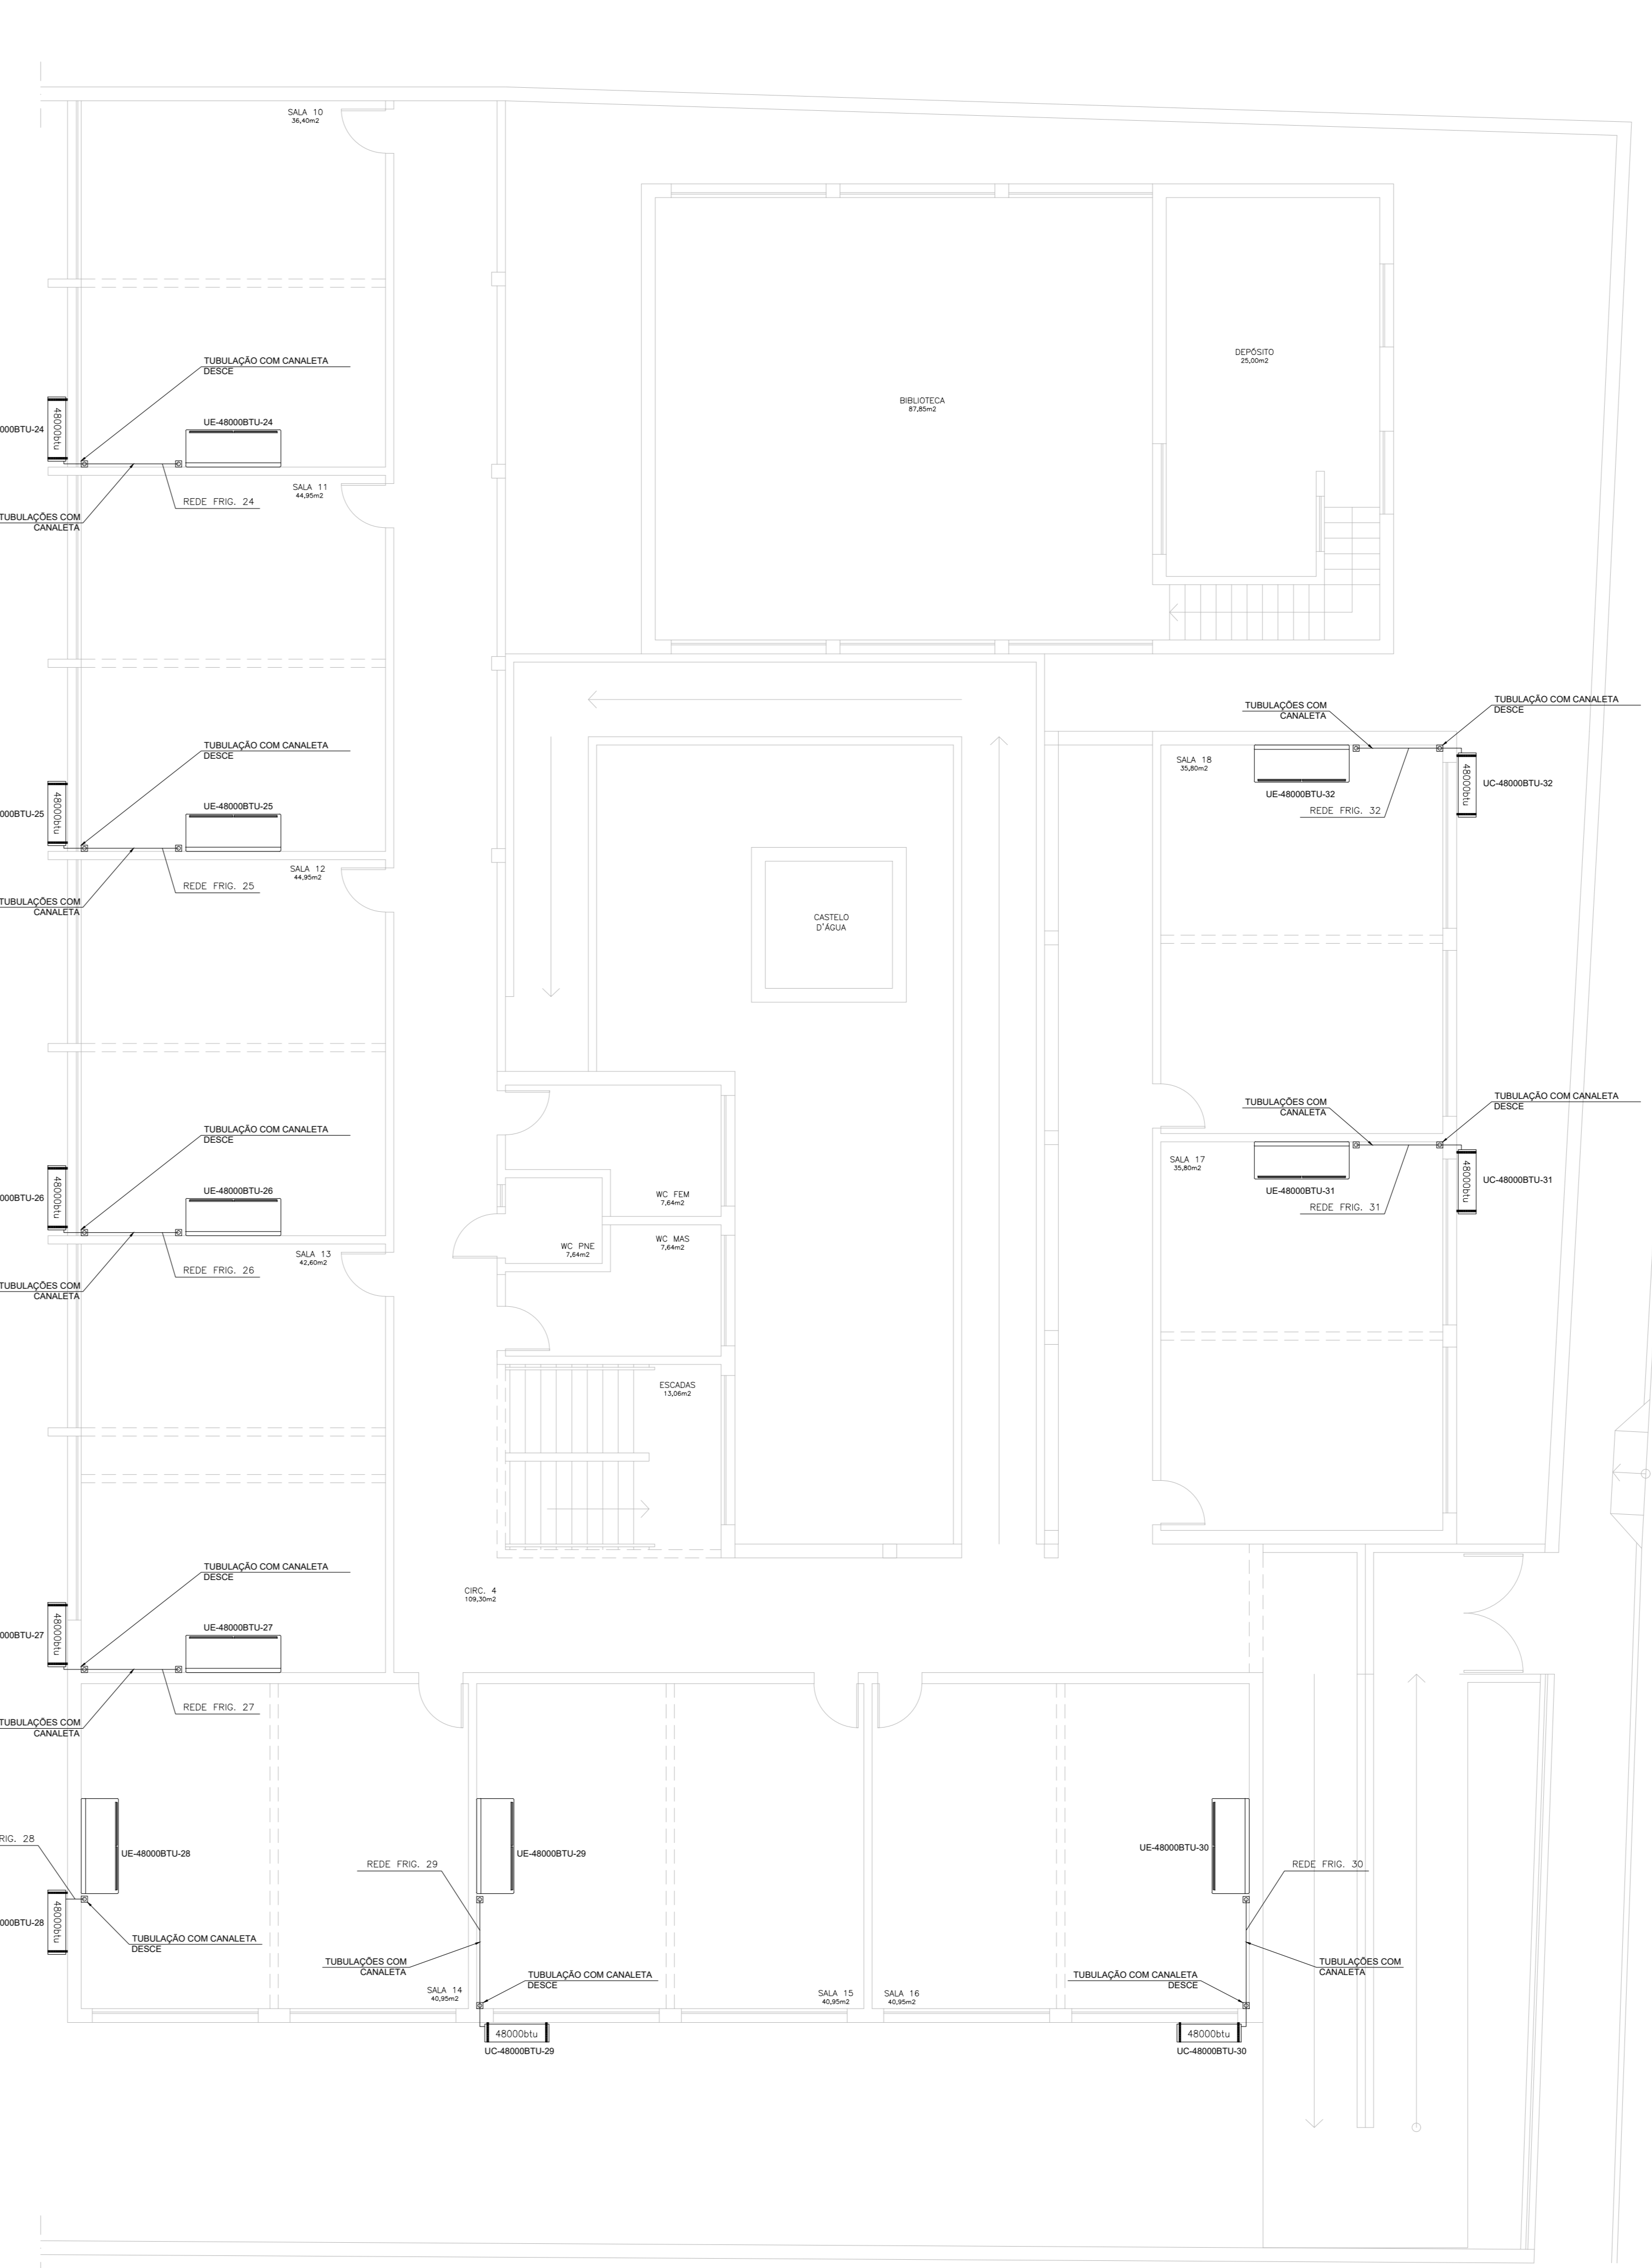 SALA 10
36,40m2
TUBULAÇÃO COM CANALETA
DESCE
48000btu
000BTU-24
UE-48000BTU-24
TUBULAÇÕES COM
CANALETA
REDE FRIG. 24
SALA 11
44,95m2
DEPÓSITO
25,00m2
BIBLIOTECA
87,85m2
TUBULAÇÃO COM CANALETA
DESCE
48000btu
000BTU-25
UE-48000BTU-25
TUBULAÇÕES COM
CANALETA
REDE FRIG. 25
SALA 12
44,95m2
TUBULAÇÕES COM
CANALETA
TUBULAÇÃO COM CANALETA
DESCE
SALA 18
35,80m2
UE-48000BTU-32
REDE FRIG. 32
48000btu
UC-48000BTU-32
CASTELO
D'ÁGUA
TUBULAÇÃO COM CANALETA
DESCE
48000btu
000BTU-26
UE-48000BTU-26
TUBULAÇÕES COM
CANALETA
REDE FRIG. 26
SALA 13
42,60m2
WC FEM
7,64m2
WC PNE
7,64m2
WC MAS
7,64m2
TUBULAÇÕES COM
CANALETA
TUBULAÇÃO COM CANALETA
DESCE
SALA 17
35,80m2
UE-48000BTU-31
REDE FRIG. 31
48000btu
UC-48000BTU-31
ESCADAS
13,06m2
CIRC. 4
109,30m2
TUBULAÇÃO COM CANALETA
DESCE
48000btu
000BTU-27
UE-48000BTU-27
TUBULAÇÕES COM
CANALETA
REDE FRIG. 27
RIG. 28
UE-48000BTU-28
48000btu
000BTU-28
TUBULAÇÃO COM CANALETA
DESCE
REDE FRIG. 29
UE-48000BTU-29
TUBULAÇÕES COM
CANALETA
SALA 14
40,95m2
TUBULAÇÃO COM CANALETA
DESCE
48000btu
UC-48000BTU-29
SALA 15
40,95m2
SALA 16
40,95m2
UE-48000BTU-30
REDE FRIG. 30
TUBULAÇÕES COM
CANALETA
TUBULAÇÃO COM CANALETA
DESCE
48000btu
UC-48000BTU-30